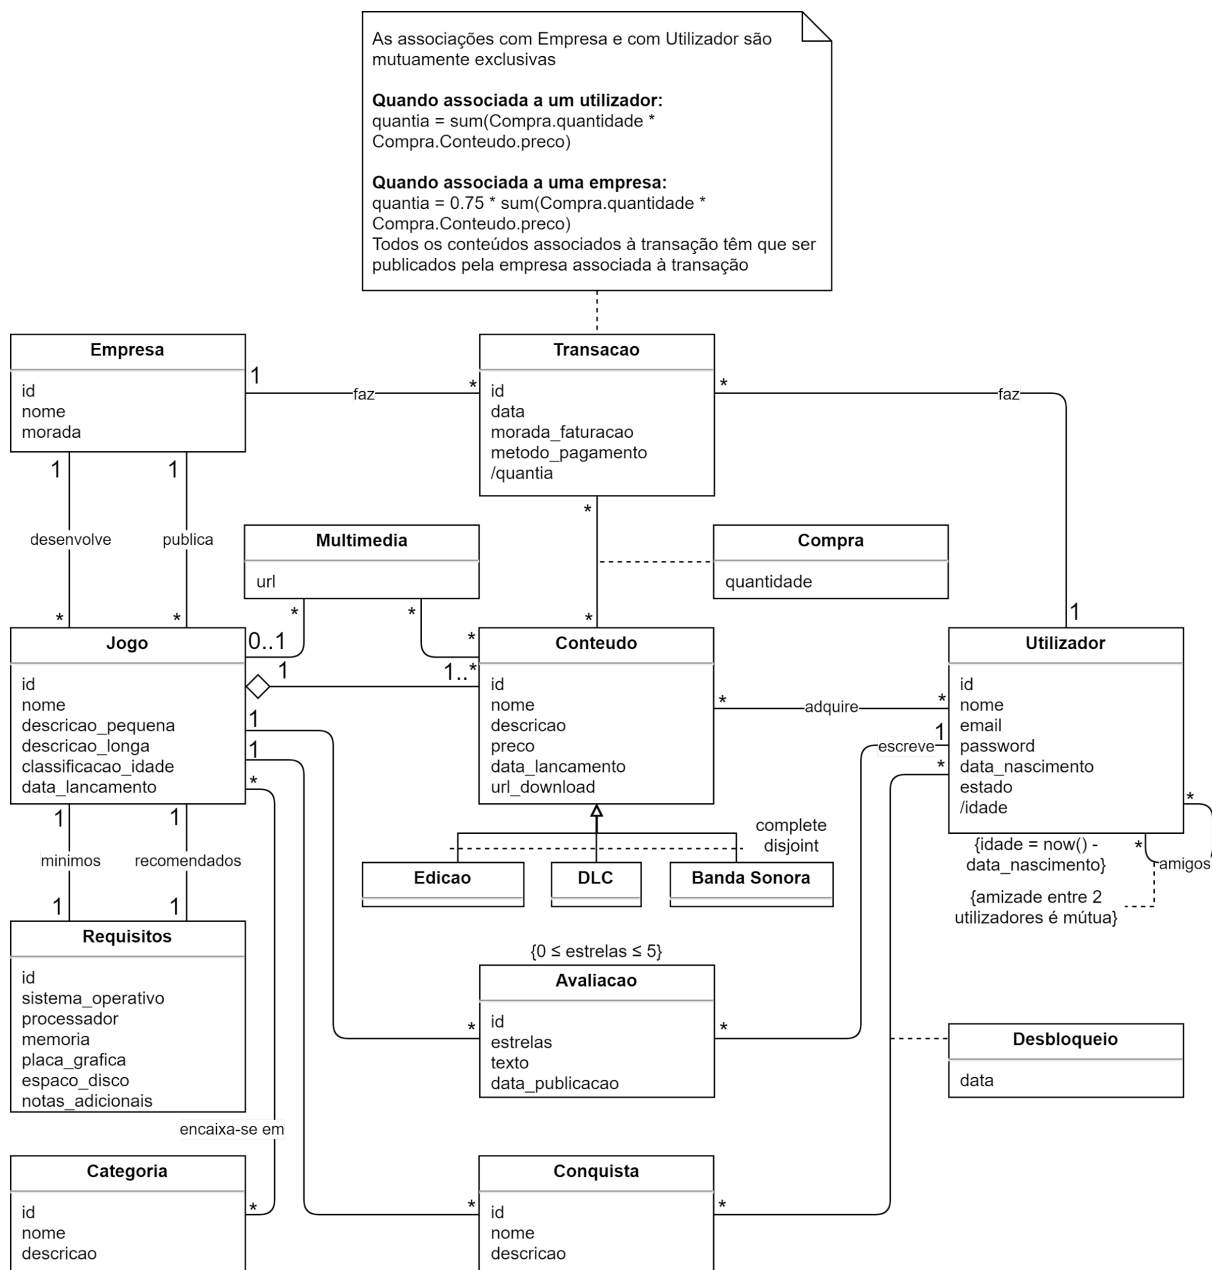 As associações com Empresa e com Utilizador são
mutuamente exclusivas
Quando associada a um utilizador:
quantia = sum(Compra.quantidade *
Compra.Conteudo.preco)
Quando associada a uma empresa:
quantia = 0.75 * sum(Compra.quantidade *
Compra.Conteudo.preco)
Todos os conteúdos associados à transação têm que ser
publicados pela empresa associada à transação
Empresa
id
nome
morada
1
faz
*
Transacao
id
data
morada_faturacao
metodo_pagamento
/quantia
*
faz
1
1
desenvolve
*
1
publica
*
Multimedia
url
*
*
0..1
*
*
*
Compra
quantidade
Jogo
id
nome
descricao_pequena
descricao_longa
classificacao_idade
data_lancamento
1
1..*
Conteudo
id
nome
descricao
preco
data_lancamento
url_download
*
adquire
*
Utilizador
id
nome
email
password
data_nascimento
estado
/idade
1
escreve
*
*
*
amigos
{idade = now() -
data_nascimento}
{amizade entre 2
utilizadores é mútua}
1
1
*
1
minimos
1
1
recomendados
1
complete
disjoint
Edicao
DLC
Banda Sonora
Requisitos
id
sistema_operativo
processador
memoria
placa_grafica
espaco_disco
notas_adicionais
{0 ≤ estrelas ≤ 5}
Avaliacao
id
estrelas
texto
data_publicacao
*
*
Desbloqueio
data
encaixa-se em
Categoria
id
nome
descricao
*
Conquista
id
nome
descricao
*
*